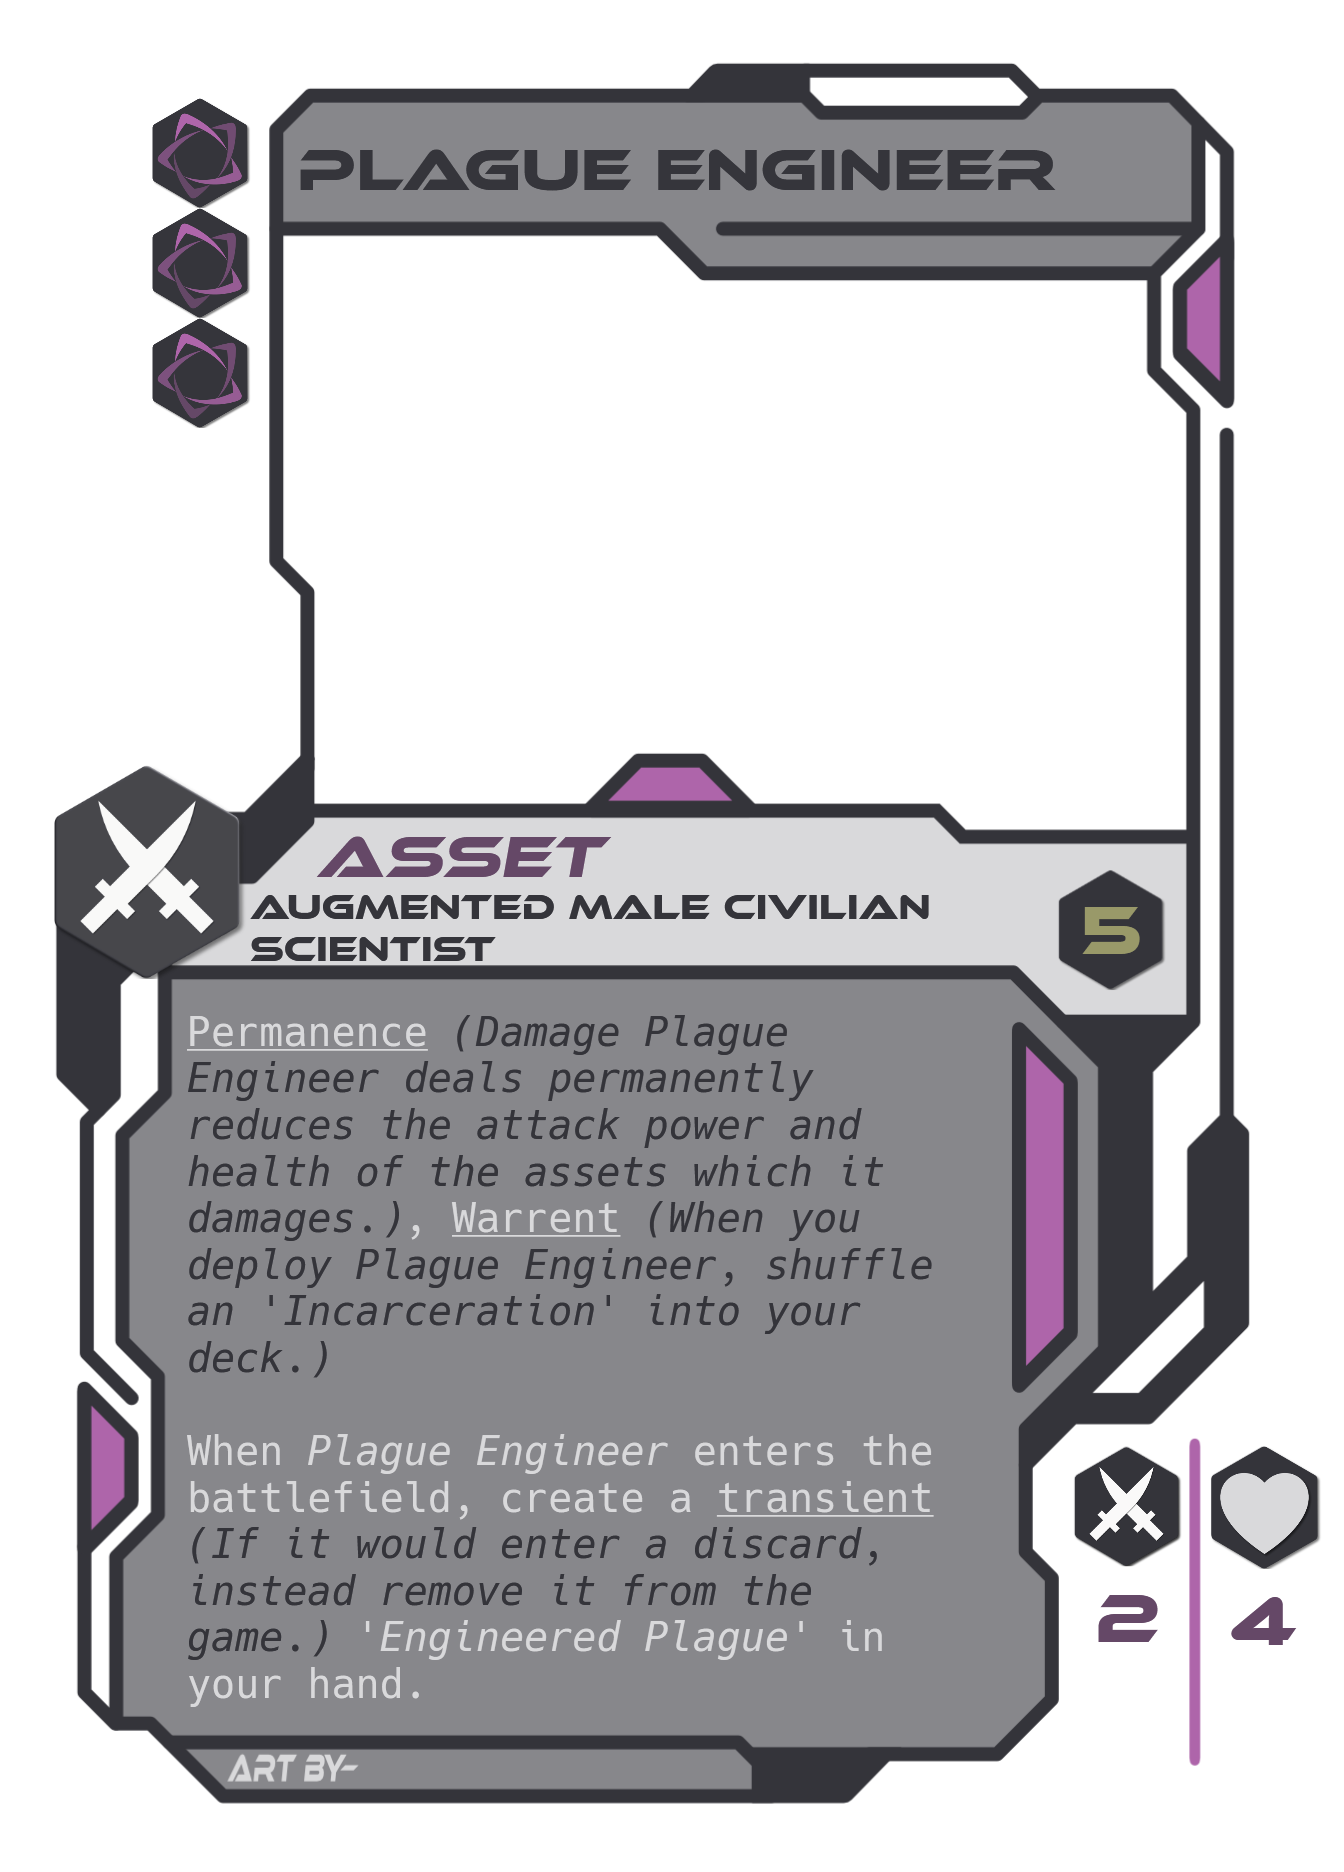 PLAGUE ENGINEER
ASSET
AUGMENTED MALE CIVILIAN
SCIENTIST
5
Permanence (Damage Plague
Engineer deals permanently
reduces the attack power and
health of the assets which it
damages.), Warrent (When you
deploy Plague Engineer, shuffle
an 'Incarceration' into your
deck.)
When Plague Engineer enters the
battlefield, create a transient
(If it would enter a discard,
instead remove it from the
game.) 'Engineered Plague' in
your hand.
2
4
ART BY-